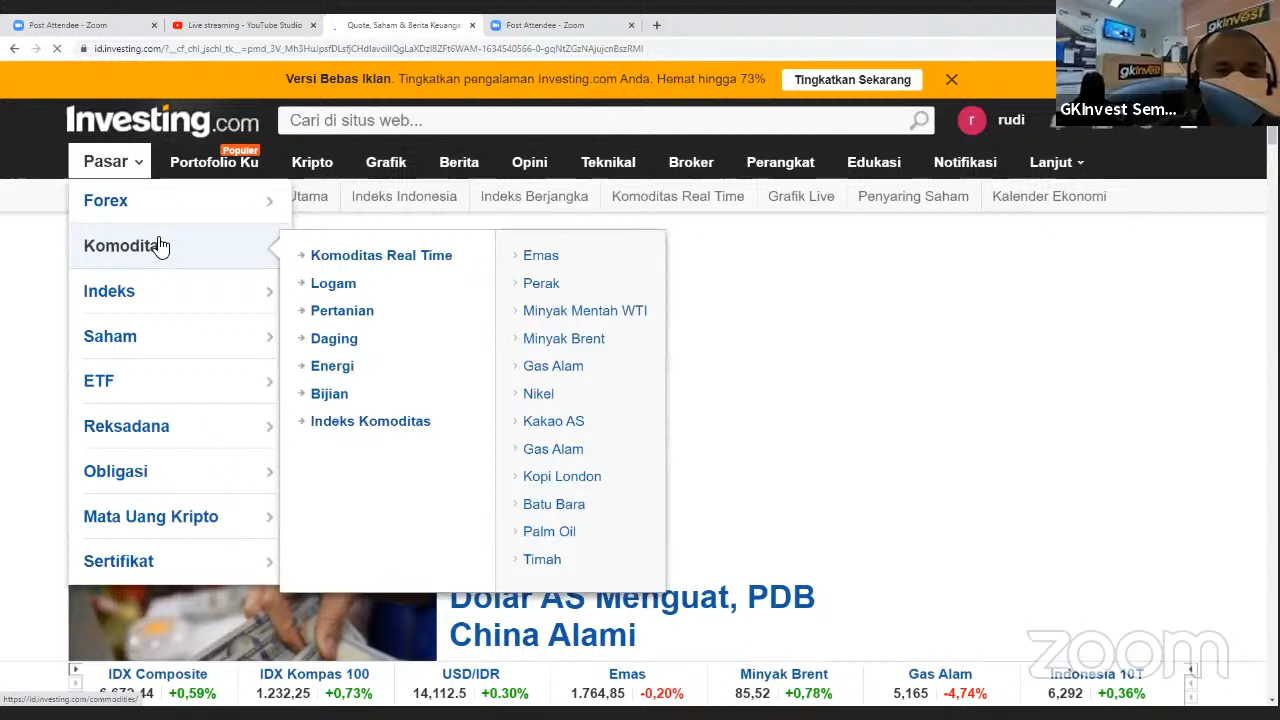 Post Attendee - Zoom
Live streaming - YouTube Studio
Quote, Saham & Berita Keuangan
Post Attendee - Zoom
Versi Bebas Iklan. Tingkatkan pengalaman Investing.com Anda. Hemat hingga 73%
Tingkatkan Sekarang
gkinvest
gkinvest
GKInvest Sem...
Investing.com
Cari di situs web...
r
rudi
Pasar
Populer
Portofolio Ku
Kripto
Grafik
Berita
Opini
Teknikal
Broker
Perangkat
Edukasi
Notifikasi
Lanjut
Indeks Indonesia
Indeks Berjangka
Komoditas Real Time
Grafik Live
Penyaring Saham
Kalender Ekonomi
Forex
Komodita
Indeks
Saham
ETF
Reksadana
Obligasi
Mata Uang Kripto
Sertifikat
Komoditas Real Time
Logam
Pertanian
Daging
Energi
Bijian
Indeks Komoditas
Emas
Perak
Minyak Mentah WTI
Minyak Brent
Gas Alam
Nikel
Kakao AS
Gas Alam
Kopi London
Batu Bara
Palm Oil
Timah
Dolar AS Menguat, PDB
China Alami
zoom
IDX Composite
+0,59%
IDX Kompas 100
1.232,25 +0,73%
USD/IDR
14,112.5 +0.30%
Emas
1.764,85 -0,20%
Minyak Brent
85,52 +0,78%
Gas Alam
5,165 -4,74%
Indonesia 10T
6,292 +0,36%
https://id.investing.com/commodities/